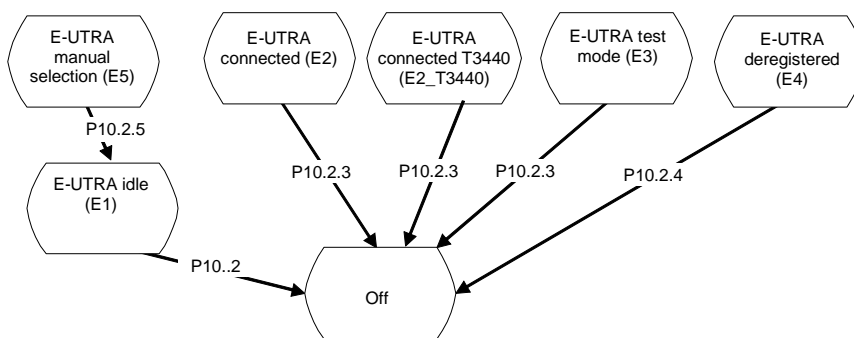 E-UTRA
manual
selection (E5)
E-UTRA
connected (E2)
E-UTRA
connected T3440
(E2_T3440)
E-UTRA test
mode (E3)
E-UTRA
deregistered
(E4)
P10.2.5
P10.2.3
P10.2.3
P10.2.3
P10.2.4
E-UTRA idle
(E1)
P10..2
Off